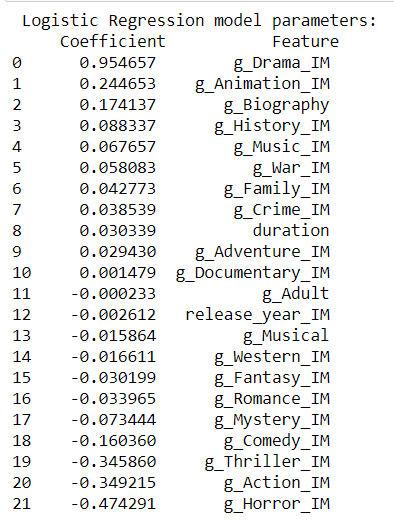 Logistic Regression model parameters:
Coefficient Feature
0 0.954657 g_Drama_IM
1 0.244653 g_Animation_IM
2 0.174137 g_Biography
3 0.088337 g_History_IM
4 0.067657 g_Music_IM
5 0.058083 g_War_IM
6 0.042773 g_Family_IM
7 0.038539 g_Crime_IM
8 0.030339 duration
9 0.029430 g_Adventure_IM
10 0.001479 g_Documentary_IM
11 -0.000233 g_Adult
12 -0.002612 release_year_IM
13 -0.015864 g_Musical
14 -0.016611 g_Western_IM
15 -0.030199 g_Fantasy_IM
16 -0.033965 g_Romance_IM
17 -0.073444 g_Mystery_IM
18 -0.160360 g_Comedy_IM
19 -0.345860 g_Thriller_IM
20 -0.349215 g_Action_IM
21 -0.474291 g_Horror_IM